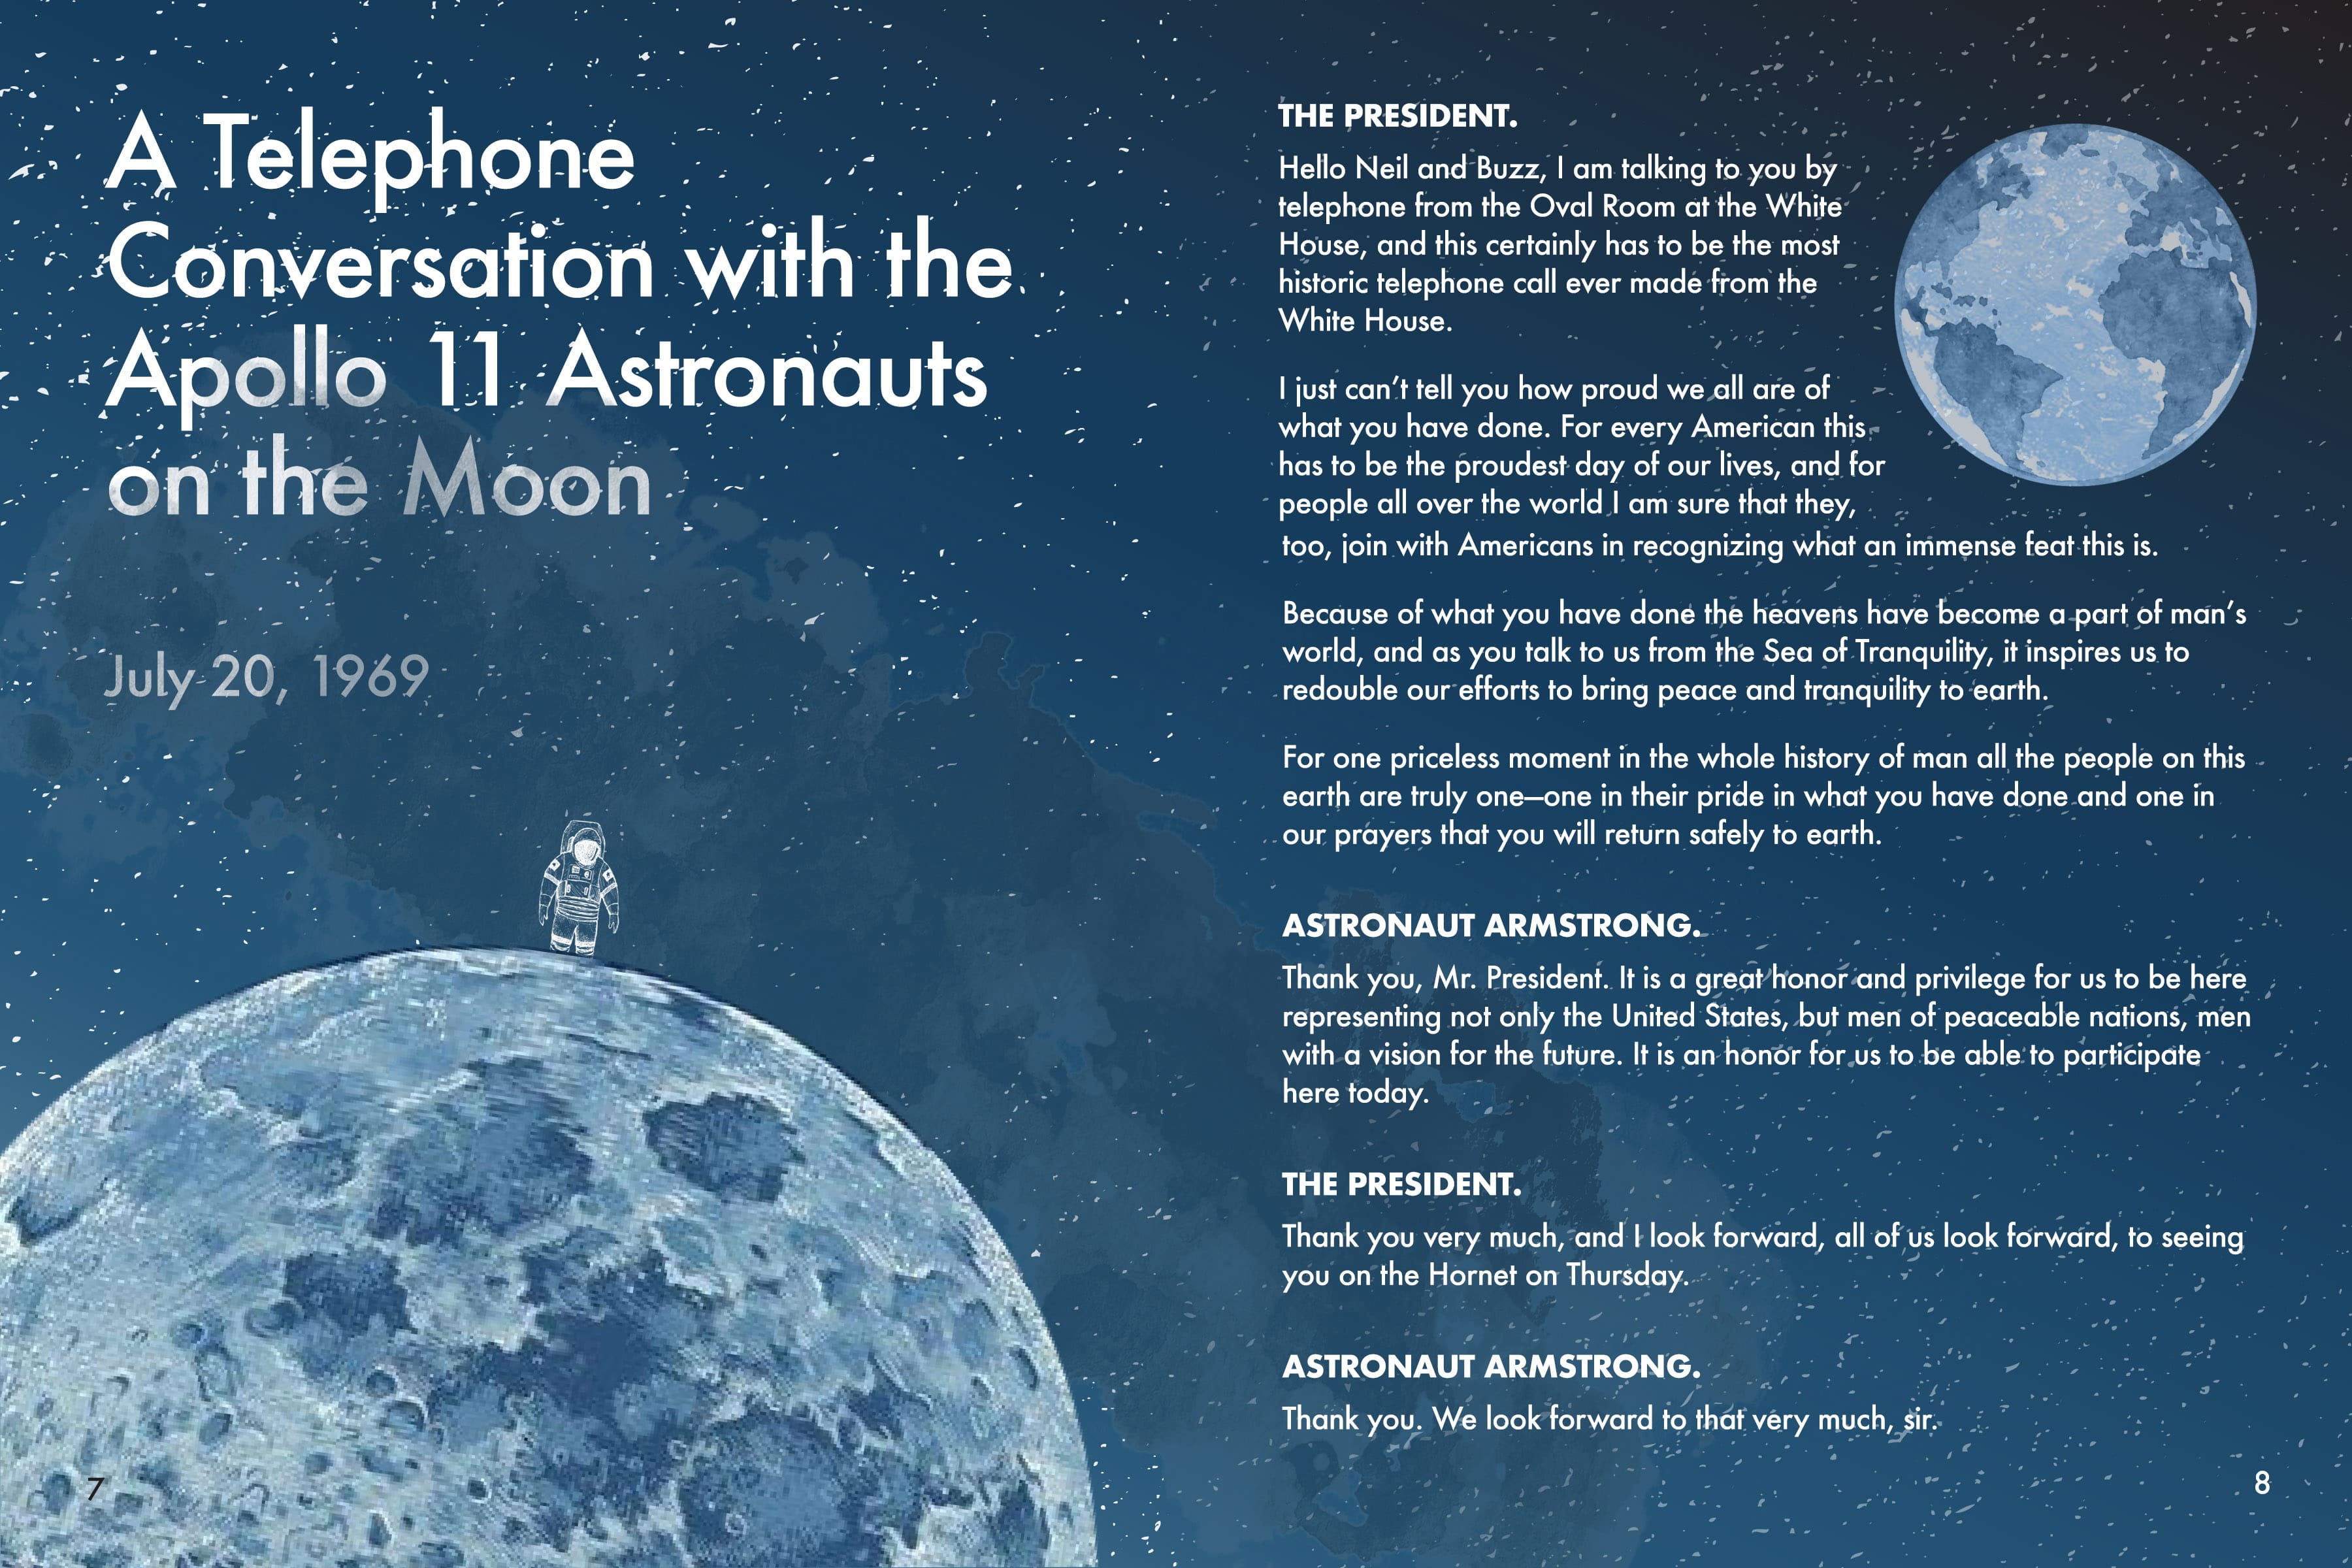 A Telephone
Conversation with the
Apollo 11 Astronauts
on the Moon
July 20, 1969
7
THE PRESIDENT.
Hello Neil and Buzz, I am talking to you by
telephone from the Oval Room at the White
House, and this certainly has to be the most
historic telephone call ever made from the
White House.
I just can’t tell you how proud we all are of
what you have done. For every American this
has to be the proudest day of our lives, and for
people all over the world I am sure that they,
too, join with Americans in recognizing what an immense feat this is.
Because of what you have done the heavens have become a part of man’s
world, and as you talk to us from the Sea of Tranquility, it inspires us to
redouble our efforts to bring peace and tranquility to earth.
For one priceless moment in the whole history of man all the people on this
earth are truly one—one in their pride in what you have done and one in
our prayers that you will return safely to earth.
ASTRONAUT ARMSTRONG.
Thank you, Mr. President. It is a great honor and privilege for us to be here
representing not only the United States, but men of peaceable nations, men
with a vision for the future. It is an honor for us to be able to participate
here today.
THE PRESIDENT.
Thank you very much, and I look forward, all of us look forward, to seeing
you on the Hornet on Thursday.
ASTRONAUT ARMSTRONG.
Thank you. We look forward to that very much, sir.
8